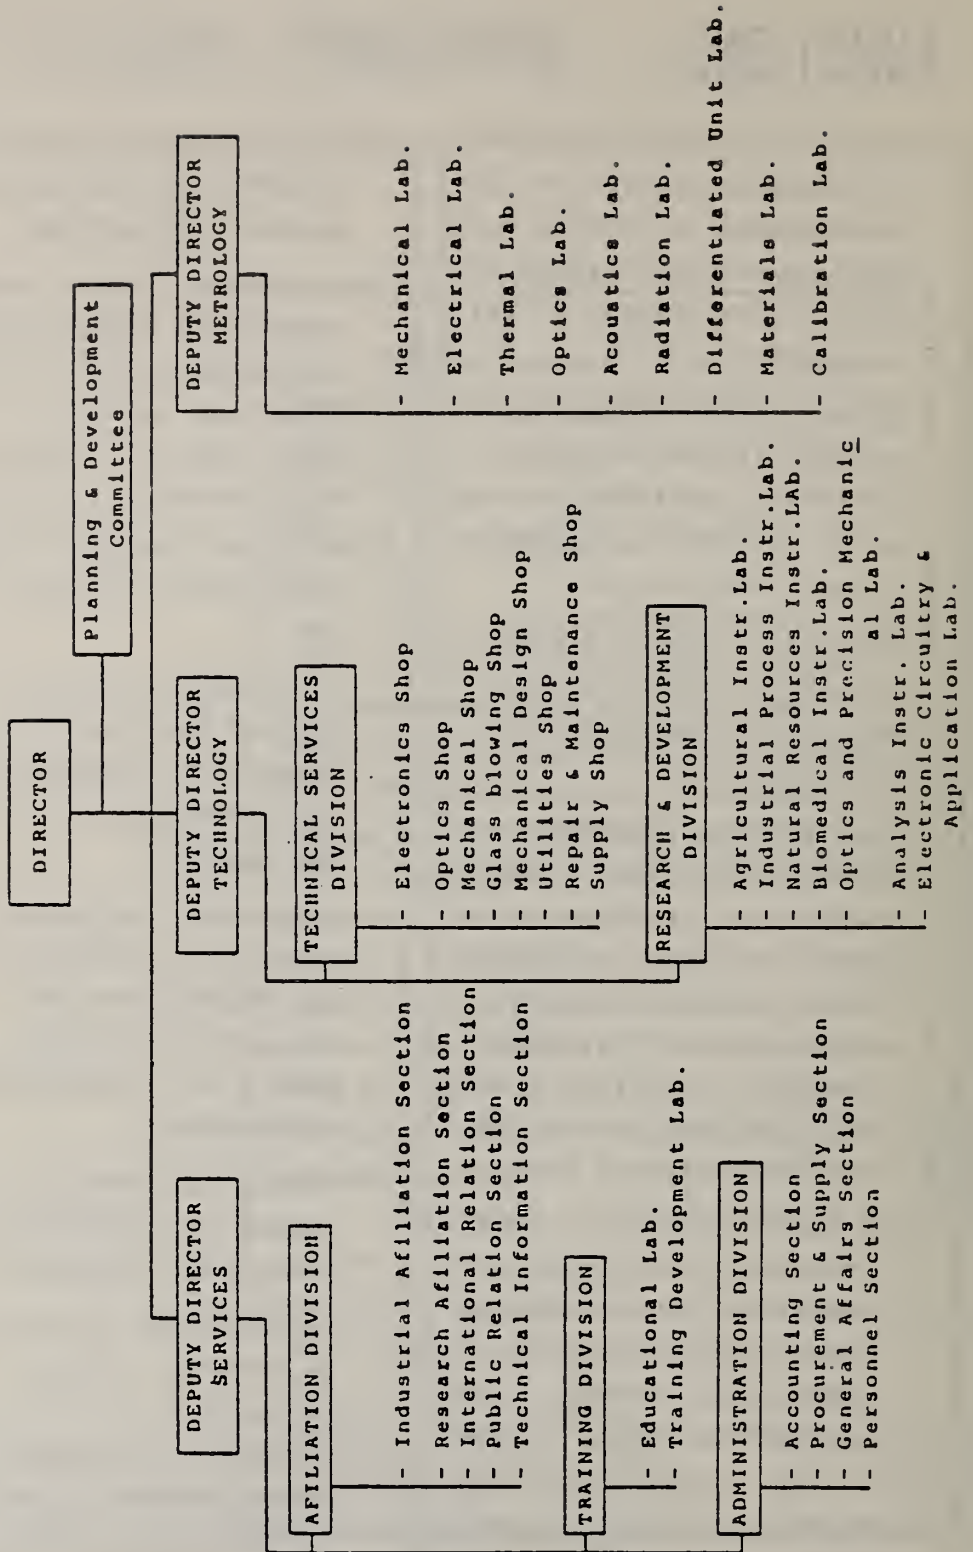 DIRECTOR
Planning & Development
Committee
DEPUTY DIRECTOR
SERVICES
AFILIATION DIVISION
- Industrial Afiliation Section
- Research Afiliation Section
- International Relation Section
- Public Relation Section
- Technical Information Section
TRAINING DIVISION
- Educational Lab.
- Training Development Lab.
ADMINISTRATION DIVISION
- Accounting Section
- Procurement & Supply Section
- General Affairs Section
- Personnel Section
DEPUTY DIRECTOR
TECHNOLOGY
TECHNICAL SERVICES
DIVISION
- Electronics Shop
- Optics Shop
- Mechanical Shop
- Glass blowing Shop
- Mechanical Design Shop
- Utilities Shop
- Repair & Maintenance Shop
- Supply Shop
RESEARCH & DEVELOPMENT
DIVISION
- Agricultural Instr.Lab.
- Industrial Process Instr.Lab.
- Natural Resources Instr.LAb.
- Biomedical Instr.Lab.
- Optics and Precision Mechanic
al Lab.
- Analysis Instr. Lab.
- Electronic Circuitry &
Application Lab.
DEPUTY DIRECTOR
METROLOGY
- Mechanical Lab.
- Electrical Lab.
- Thermal Lab.
- Optics Lab.
- Acouatics Lab.
- Radiation Lab.
- Differentiated Unit Lab.
- Materials Lab.
- Calibration Lab.